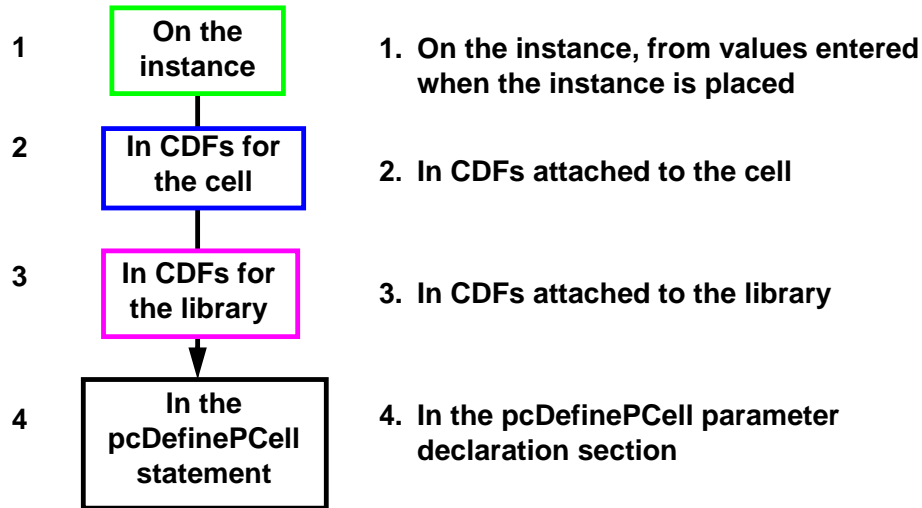 1
On the
instance
1. On the instance, from values entered
when the instance is placed
2
In CDFs for
the cell
2. In CDFs attached to the cell
3
In CDFs for
the library
3. In CDFs attached to the library
4
In the
pcDefinePCell
statement
4. In the pcDefinePCell parameter
declaration section